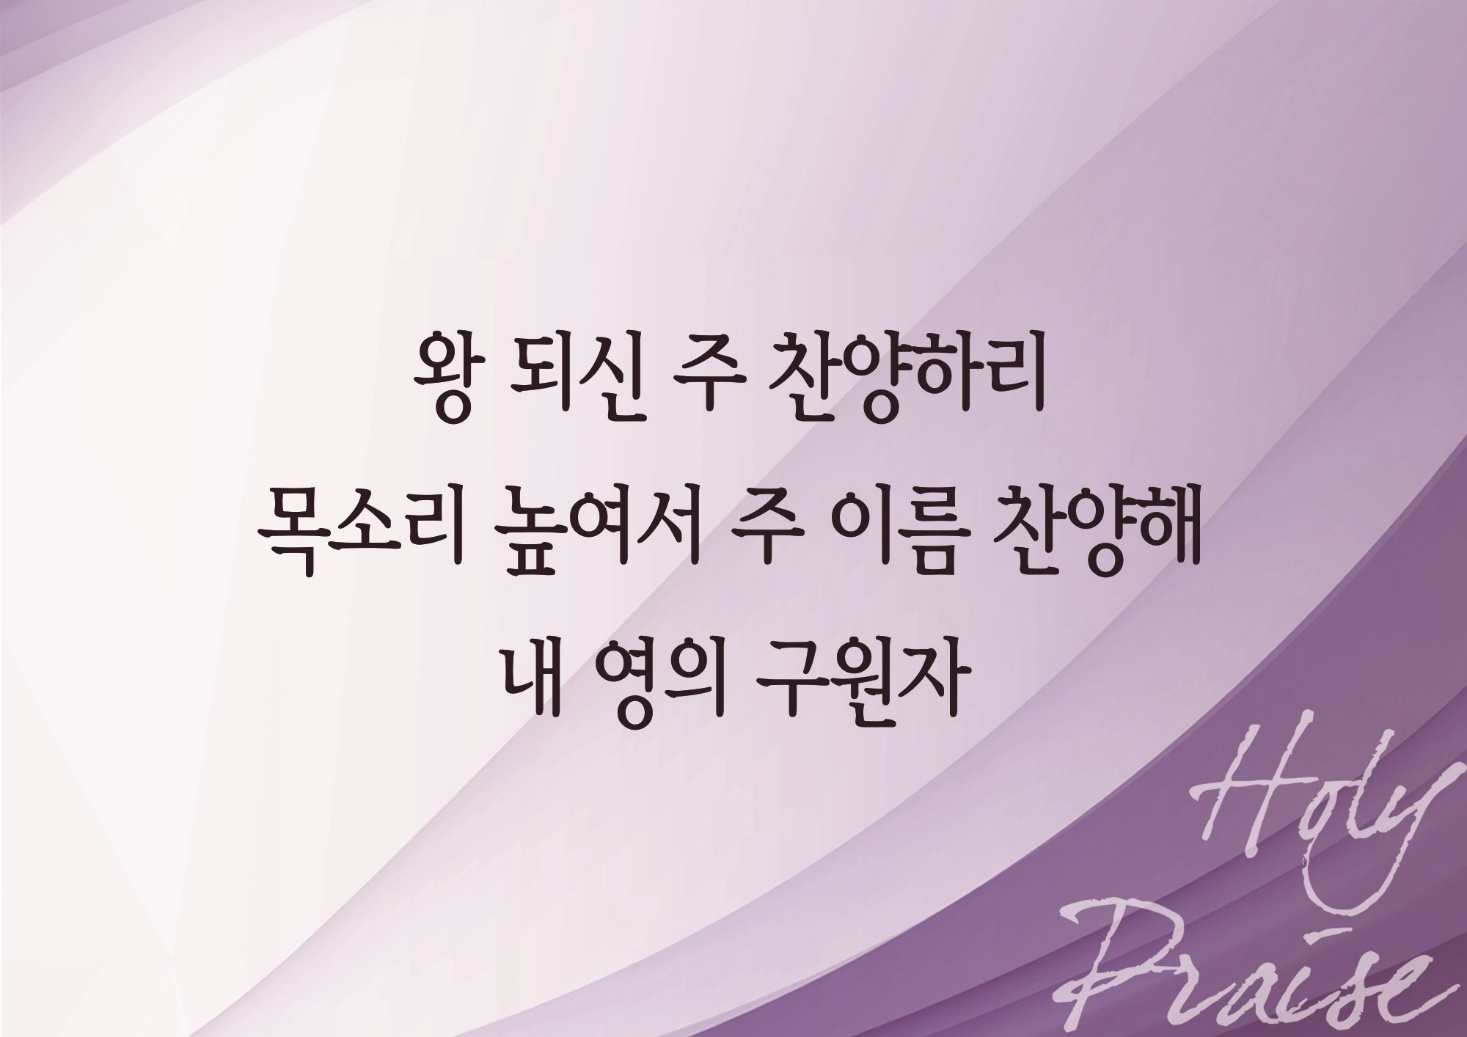 왕 되신 주 찬양하리
목소리 높여서 주 이름 찬양해
내 영의 구원자
Holy
Praise